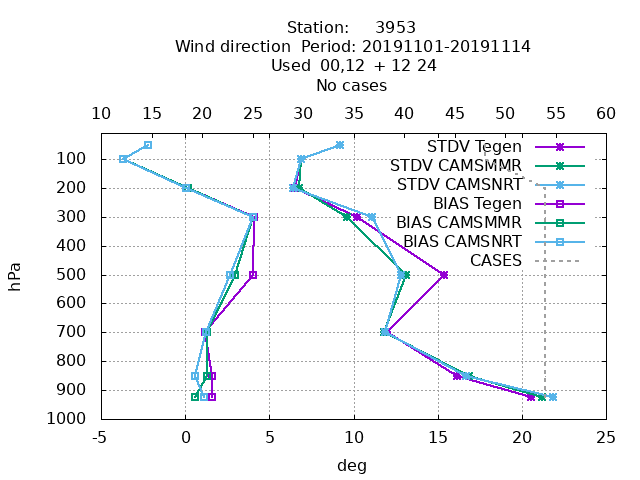 Station: 3953
Wind direction Period: 20191101-20191114
Used 00,12 + 12 24
No cases
10 15 20 25 30 35 40 45 50 55 60
STDV Tegen
STDV CAMSMMR
STDV CAMSNRT
BIAS Tegen
BIAS CAMSMMR
BIAS CAMSNRT
CASES
hPa
100
200
300
400
500
600
700
800
900
1000
-5 0 5 10 15 20 25
deg